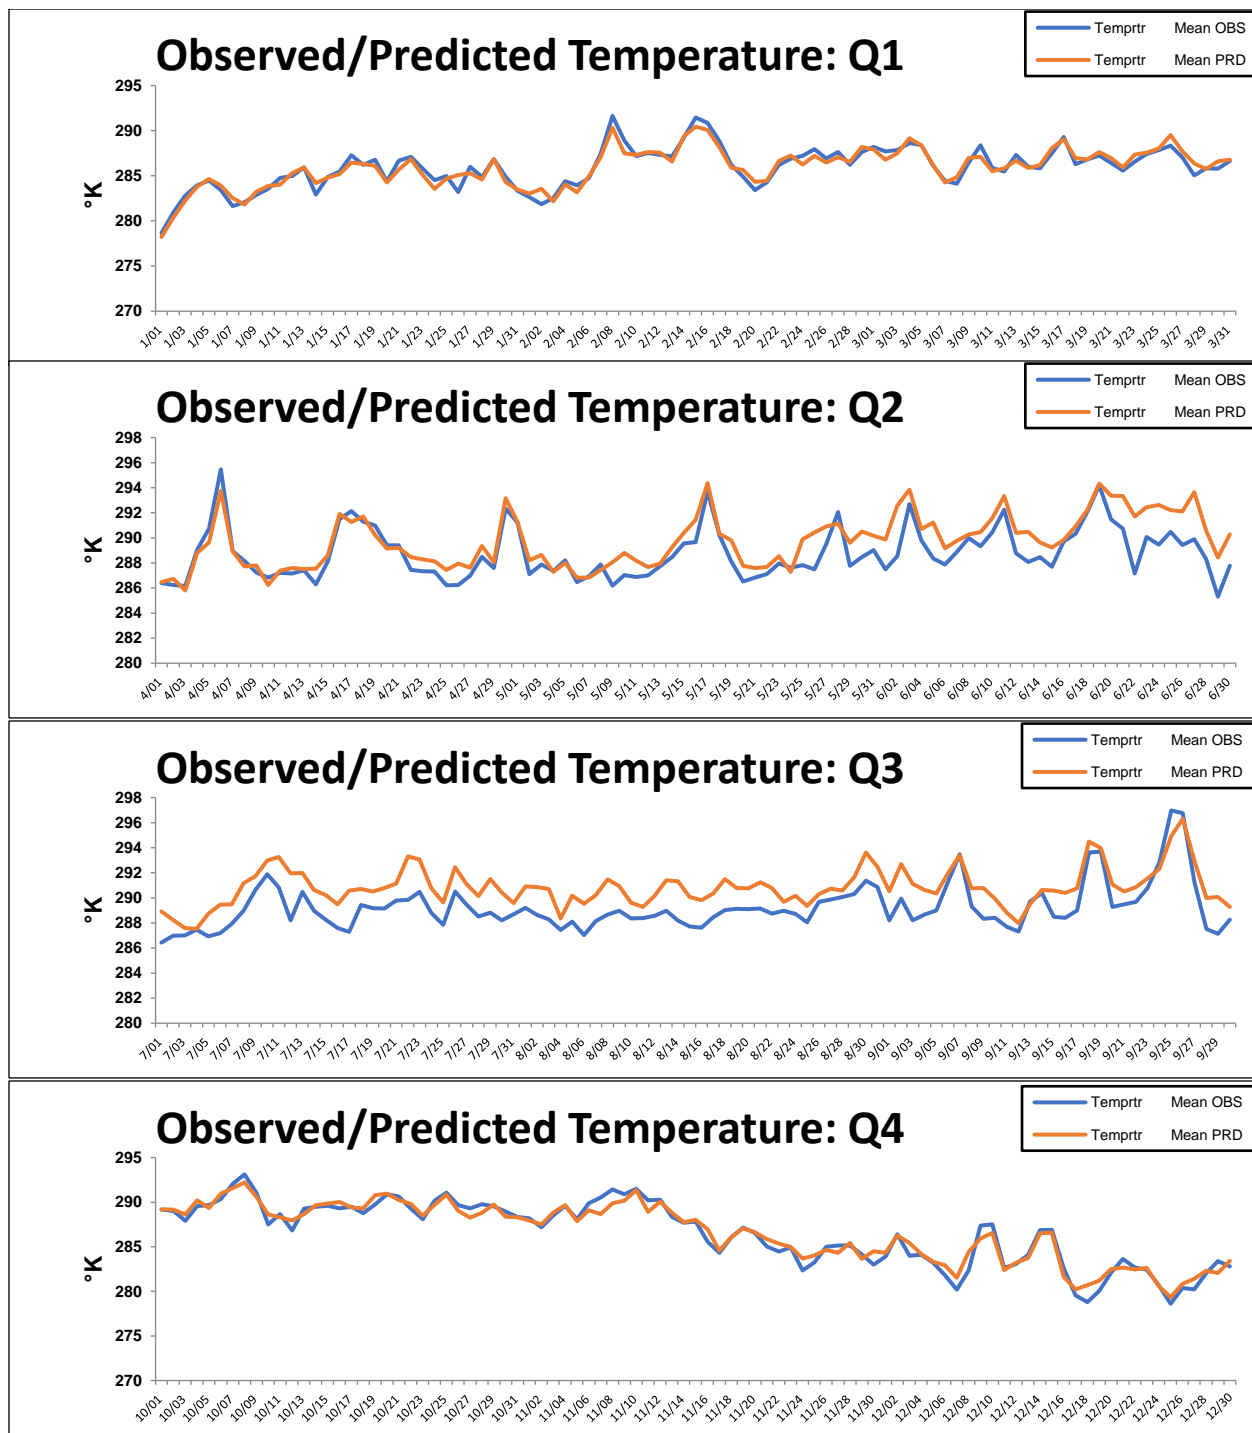 Observed/Predicted Temperature: Q1
Temprtr Mean OBS
Temprtr Mean PRD
°K
295
290
285
280
275
270
1/01 1/03 1/05 1/07 1/09 1/11 1/13 1/15 1/17 1/19 1/21 1/23 1/25 1/27 1/29 1/31 2/02 2/04 2/06 2/08 2/10 2/12 2/14 2/16 2/18 2/20 2/22 2/24 2/26 2/28 3/01 3/03 3/05 3/07 3/09 3/11 3/13 3/15 3/17 3/19 3/21 3/23 3/25 3/27 3/29 3/31
Observed/Predicted Temperature: Q2
Temprtr Mean OBS
Temprtr Mean PRD
°K
298
296
294
292
290
288
286
284
282
280
4/01 4/03 4/05 4/07 4/09 4/11 4/13 4/15 4/17 4/19 4/21 4/23 4/25 4/27 4/29 5/01 5/03 5/05 5/07 5/09 5/11 5/13 5/15 5/17 5/19 5/21 5/23 5/25 5/27 5/29 5/31 6/02 6/04 6/06 6/08 6/10 6/12 6/14 6/16 6/18 6/20 6/22 6/24 6/26 6/28 6/30
Observed/Predicted Temperature: Q3
Temprtr Mean OBS
Temprtr Mean PRD
°K
298
296
294
292
290
288
286
284
282
280
7/01 7/03 7/05 7/07 7/09 7/11 7/13 7/15 7/17 7/19 7/21 7/23 7/25 7/27 7/29 7/31 8/02 8/04 8/06 8/08 8/10 8/12 8/14 8/16 8/18 8/20 8/22 8/24 8/26 8/28 8/30 9/01 9/03 9/05 9/07 9/09 9/11 9/13 9/15 9/17 9/19 9/21 9/23 9/25 9/27 9/29
Observed/Predicted Temperature: Q4
Temprtr Mean OBS
Temprtr Mean PRD
°K
295
290
285
280
275
270
10/01 10/03 10/05 10/07 10/09 10/11 10/13 10/15 10/17 10/19 10/21 10/23 10/25 10/27 10/29 10/31 11/02 11/04 11/06 11/08 11/10 11/12 11/14 11/16 11/18 11/20 11/22 11/24 11/26 11/28 11/30 12/02 12/04 12/06 12/08 12/10 12/12 12/14 12/16 12/18 12/20 12/22 12/24 12/26 12/28 12/30